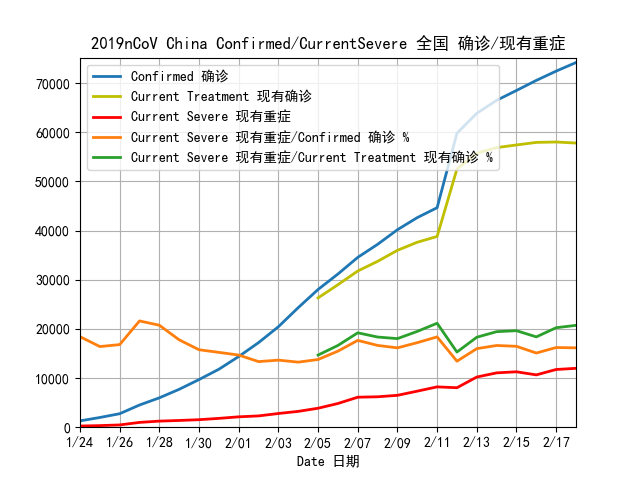 2019nCoV China Confirmed/CurrentSevere 全国 确诊/现有重症
Confirmed 确诊
Current Treatment 现有确诊
Current Severe 现有重症
Current Severe 现有重症/Confirmed 确诊 %
Current Severe 现有重症/Current Treatment 现有确诊 %
70000
60000
50000
40000
30000
20000
10000
0
1/24 1/26 1/28 1/30 2/01 2/03 2/05 2/07 2/09 2/11 2/13 2/15 2/17
Date 日期